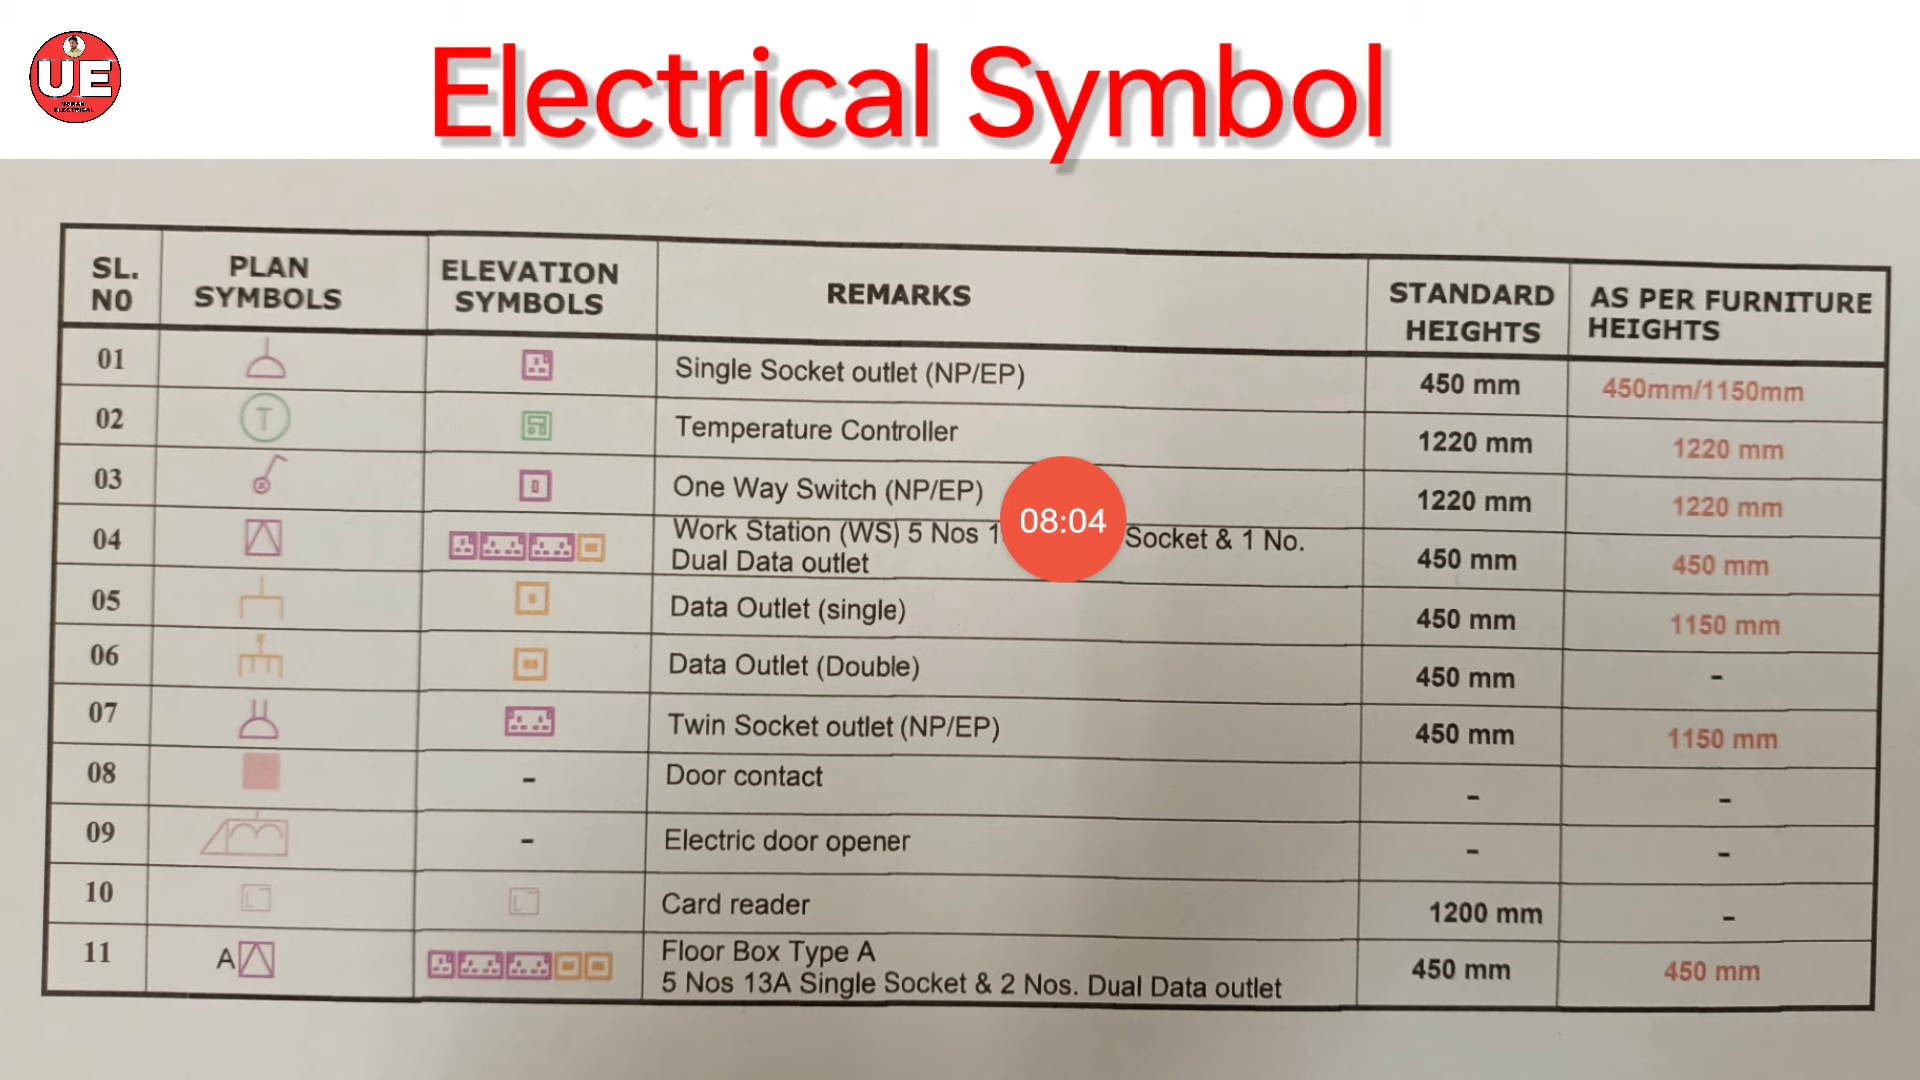 UE
URBAN
ELECTRICAL
Electrical Symbol
SL. NO
PLAN SYMBOLS
ELEVATION SYMBOLS
REMARKS
STANDARD HEIGHTS
AS PER FURNITURE HEIGHTS
01 Single Socket outlet (NP/EP) 450 mm 450mm/1150mm
02 T Temperature Controller 1220 mm 1220 mm
03 One Way Switch (NP/EP) 1220 mm 1220 mm
08:04
04 Work Station (WS) 5 Nos 1 Socket & 1 No.
Dual Data outlet 450 mm 450 mm
05 Data Outlet (single) 450 mm 1150 mm
06 Data Outlet (Double) 450 mm -
07 Twin Socket outlet (NP/EP) 450 mm 1150 mm
08 - Door contact - -
09 - Electric door opener - -
10 Card reader 1200 mm -
11 A Floor Box Type A
5 Nos 13A Single Socket & 2 Nos. Dual Data outlet 450 mm 450 mm